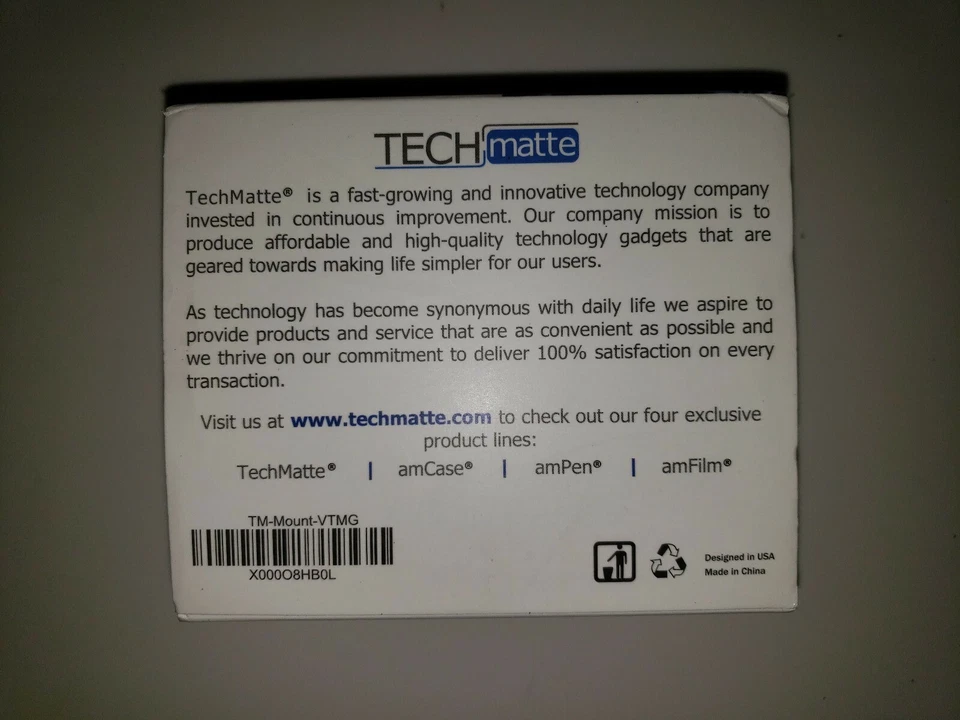 TECHmatte
TechMatte® is a fast-growing and innovative technology company
invested in continuous improvement. Our company mission is to
produce affordable and high-quality technology gadgets that are
geared towards making life simpler for our users.
As technology has become synonymous with daily life we aspire to
provide products and service that are as convenient as possible and
we thrive on our commitment to deliver 100% satisfaction on every
transaction.
Visit us at www.techmatte.com to check out our four exclusive
product lines:
TechMatte® | amCase® | amPen® | amFilm®
TM-Mount-VTMG
X000O8HB0L
Designed in USA
Made in China